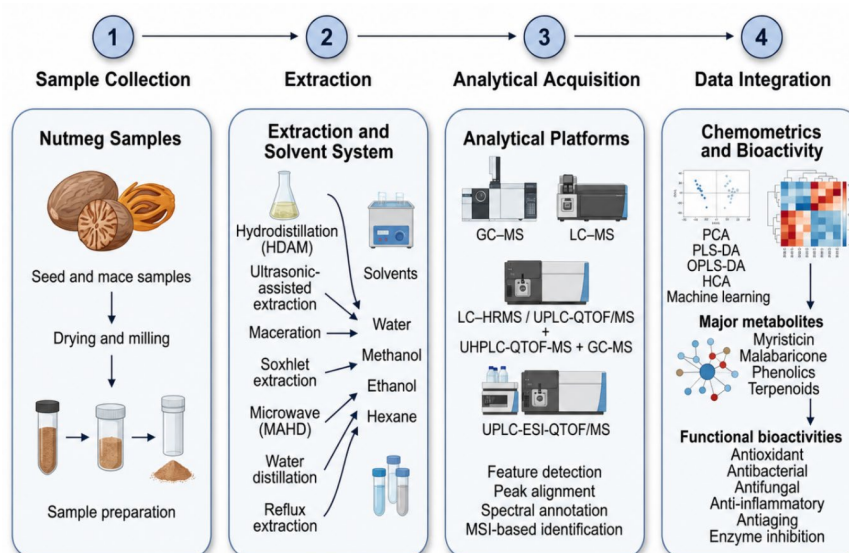 1
2
3
4
Sample Collection
Extraction
Analytical Acquisition
Data Integration
Nutmeg Samples
Seed and mace samples
Drying and milling
Sample preparation
Extraction and
Solvent System
Hydrodistillation
(HDAM)
Ultrasonic-
assisted extraction
Maceration
Soxhlet
extraction
Microwave
(MAHD)
Water
distillation
Reflux
extraction
Solvents
Water
Methanol
Ethanol
Hexane
Analytical Platforms
GC–MS
LC–MS
LC–HRMS / UPLC-QTOF/MS
+
UHPLC-QTOF-MS + GC-MS
UPLC-ESI-QTOF/MS
Feature detection
Peak alignment
Spectral annotation
MSI-based identification
Chemometrics
and Bioactivity
PCA
PLS-DA
OPLS-DA
HCA
Machine learning
Major metabolites
Myristicin
Malabaricone
Phenolics
Terpenoids
Functional bioactivities
Antioxidant
Antibacterial
Antifungal
Anti-inflammatory
Antiaging
Enzyme inhibition